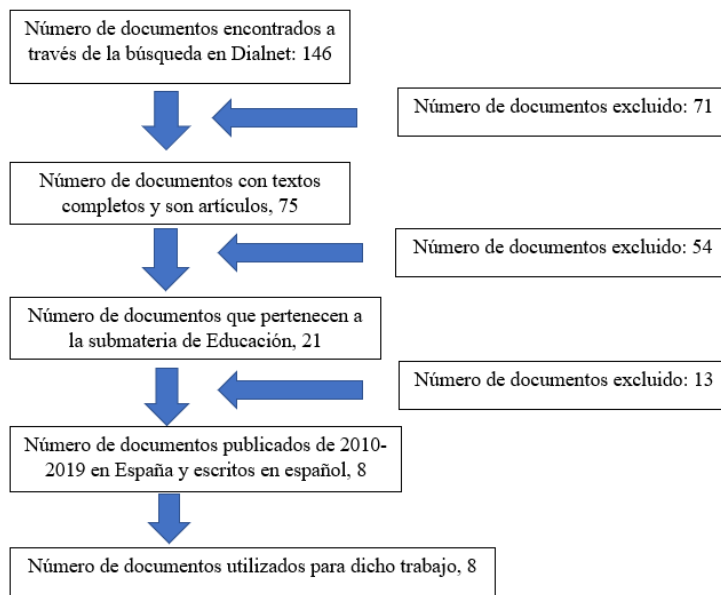 Número de documentos encontrados a
través de la búsqueda en Dialnet: 146
Número de documentos excluido: 71
Número de documentos con textos
completos y son artículos, 75
Número de documentos excluido: 54
Número de documentos que pertenecen a
la submateria de Educación, 21
Número de documentos excluido: 13
Número de documentos publicados de 2010-
2019 en España y escritos en español, 8
Número de documentos utilizados para dicho trabajo, 8